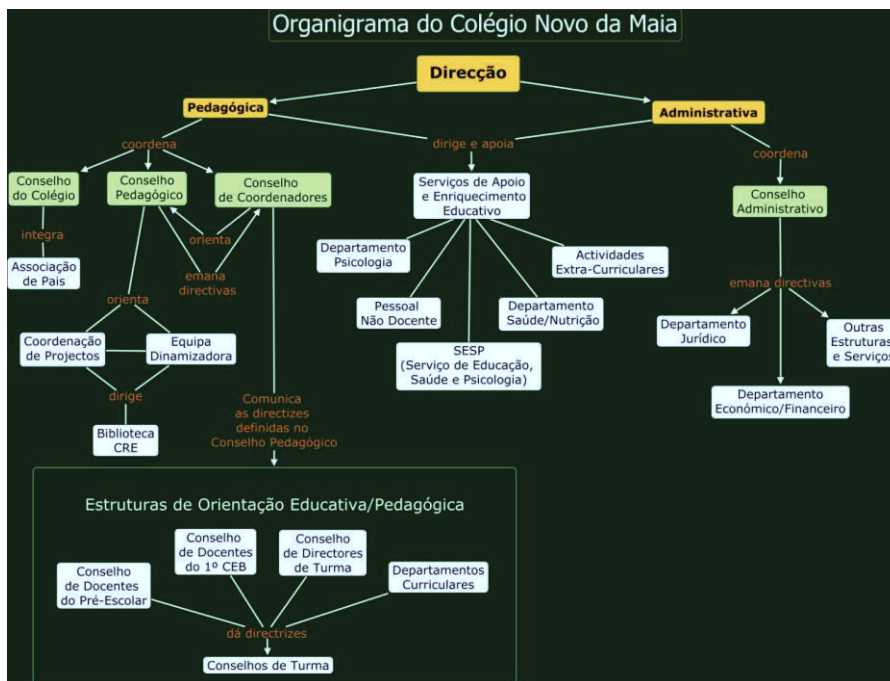 Organigrama do Colégio Novo da Maia
Direcção
Pedagógica
Administrativa
coordena
dirige e apoia
coordena
Conselho
do Colégio
Conselho
Pedagógico
Conselho
de Coordenadores
Serviços de Apoio
e Enriquecimento
Educativo
Conselho
Administrativo
integra
orienta
emana
directivas
Associação
de Pais
Departamento
Psicologia
Actividades
Extra-Curriculares
emana directivas
orienta
Pessoal
Não Docente
Departamento
Saúde/Nutrição
Departamento
Jurídico
Outras
Estruturas
e Serviços
Coordenação
de Projectos
Equipa
Dinamizadora
SESP
(Serviço de Educação,
Saúde e Psicologia)
Departamento
Económico/Financeiro
dirige
Biblioteca
CRE
Comunica
as directizes
definidas no
Conselho Pedagógico
Estruturas de Orientação Educativa/Pedagógica
Conselho
de Docentes
do Pré-Escolar
Conselho
de Docentes
do 1º CEB
Conselho
de Directores
de Turma
Departamentos
Curriculares
dá directrizes
Conselhos de Turma